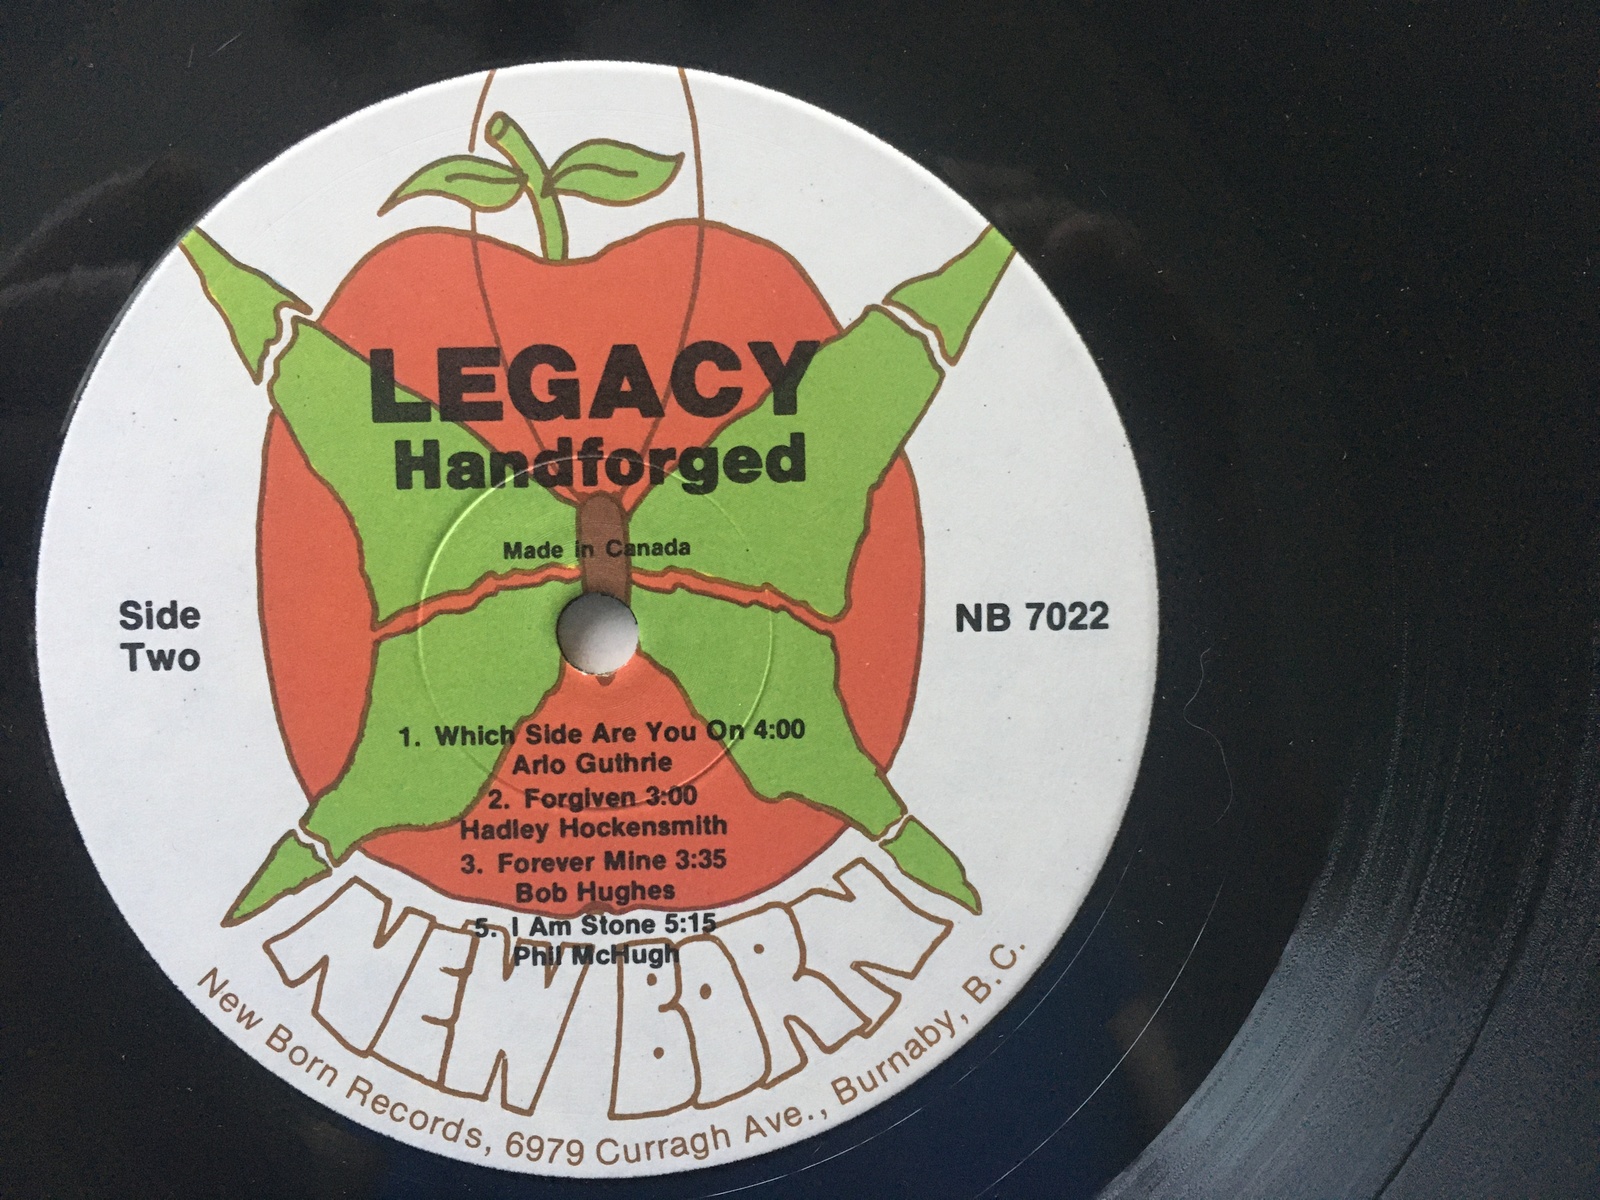 LEGACY
Handforged
Made in Canada
Side
Two
NB 7022
1. Which Side Are You On 4:00
Arlo Guthrie
2. Forgiven 3:00
Hadley Hockensmith
3. Forever Mine 3:35
Bob Hughes
5. I Am Stone 5:15
Phil McHugh
NEW BORN
New Born Records, 6979 Curragh Ave., Burnaby, B.C.